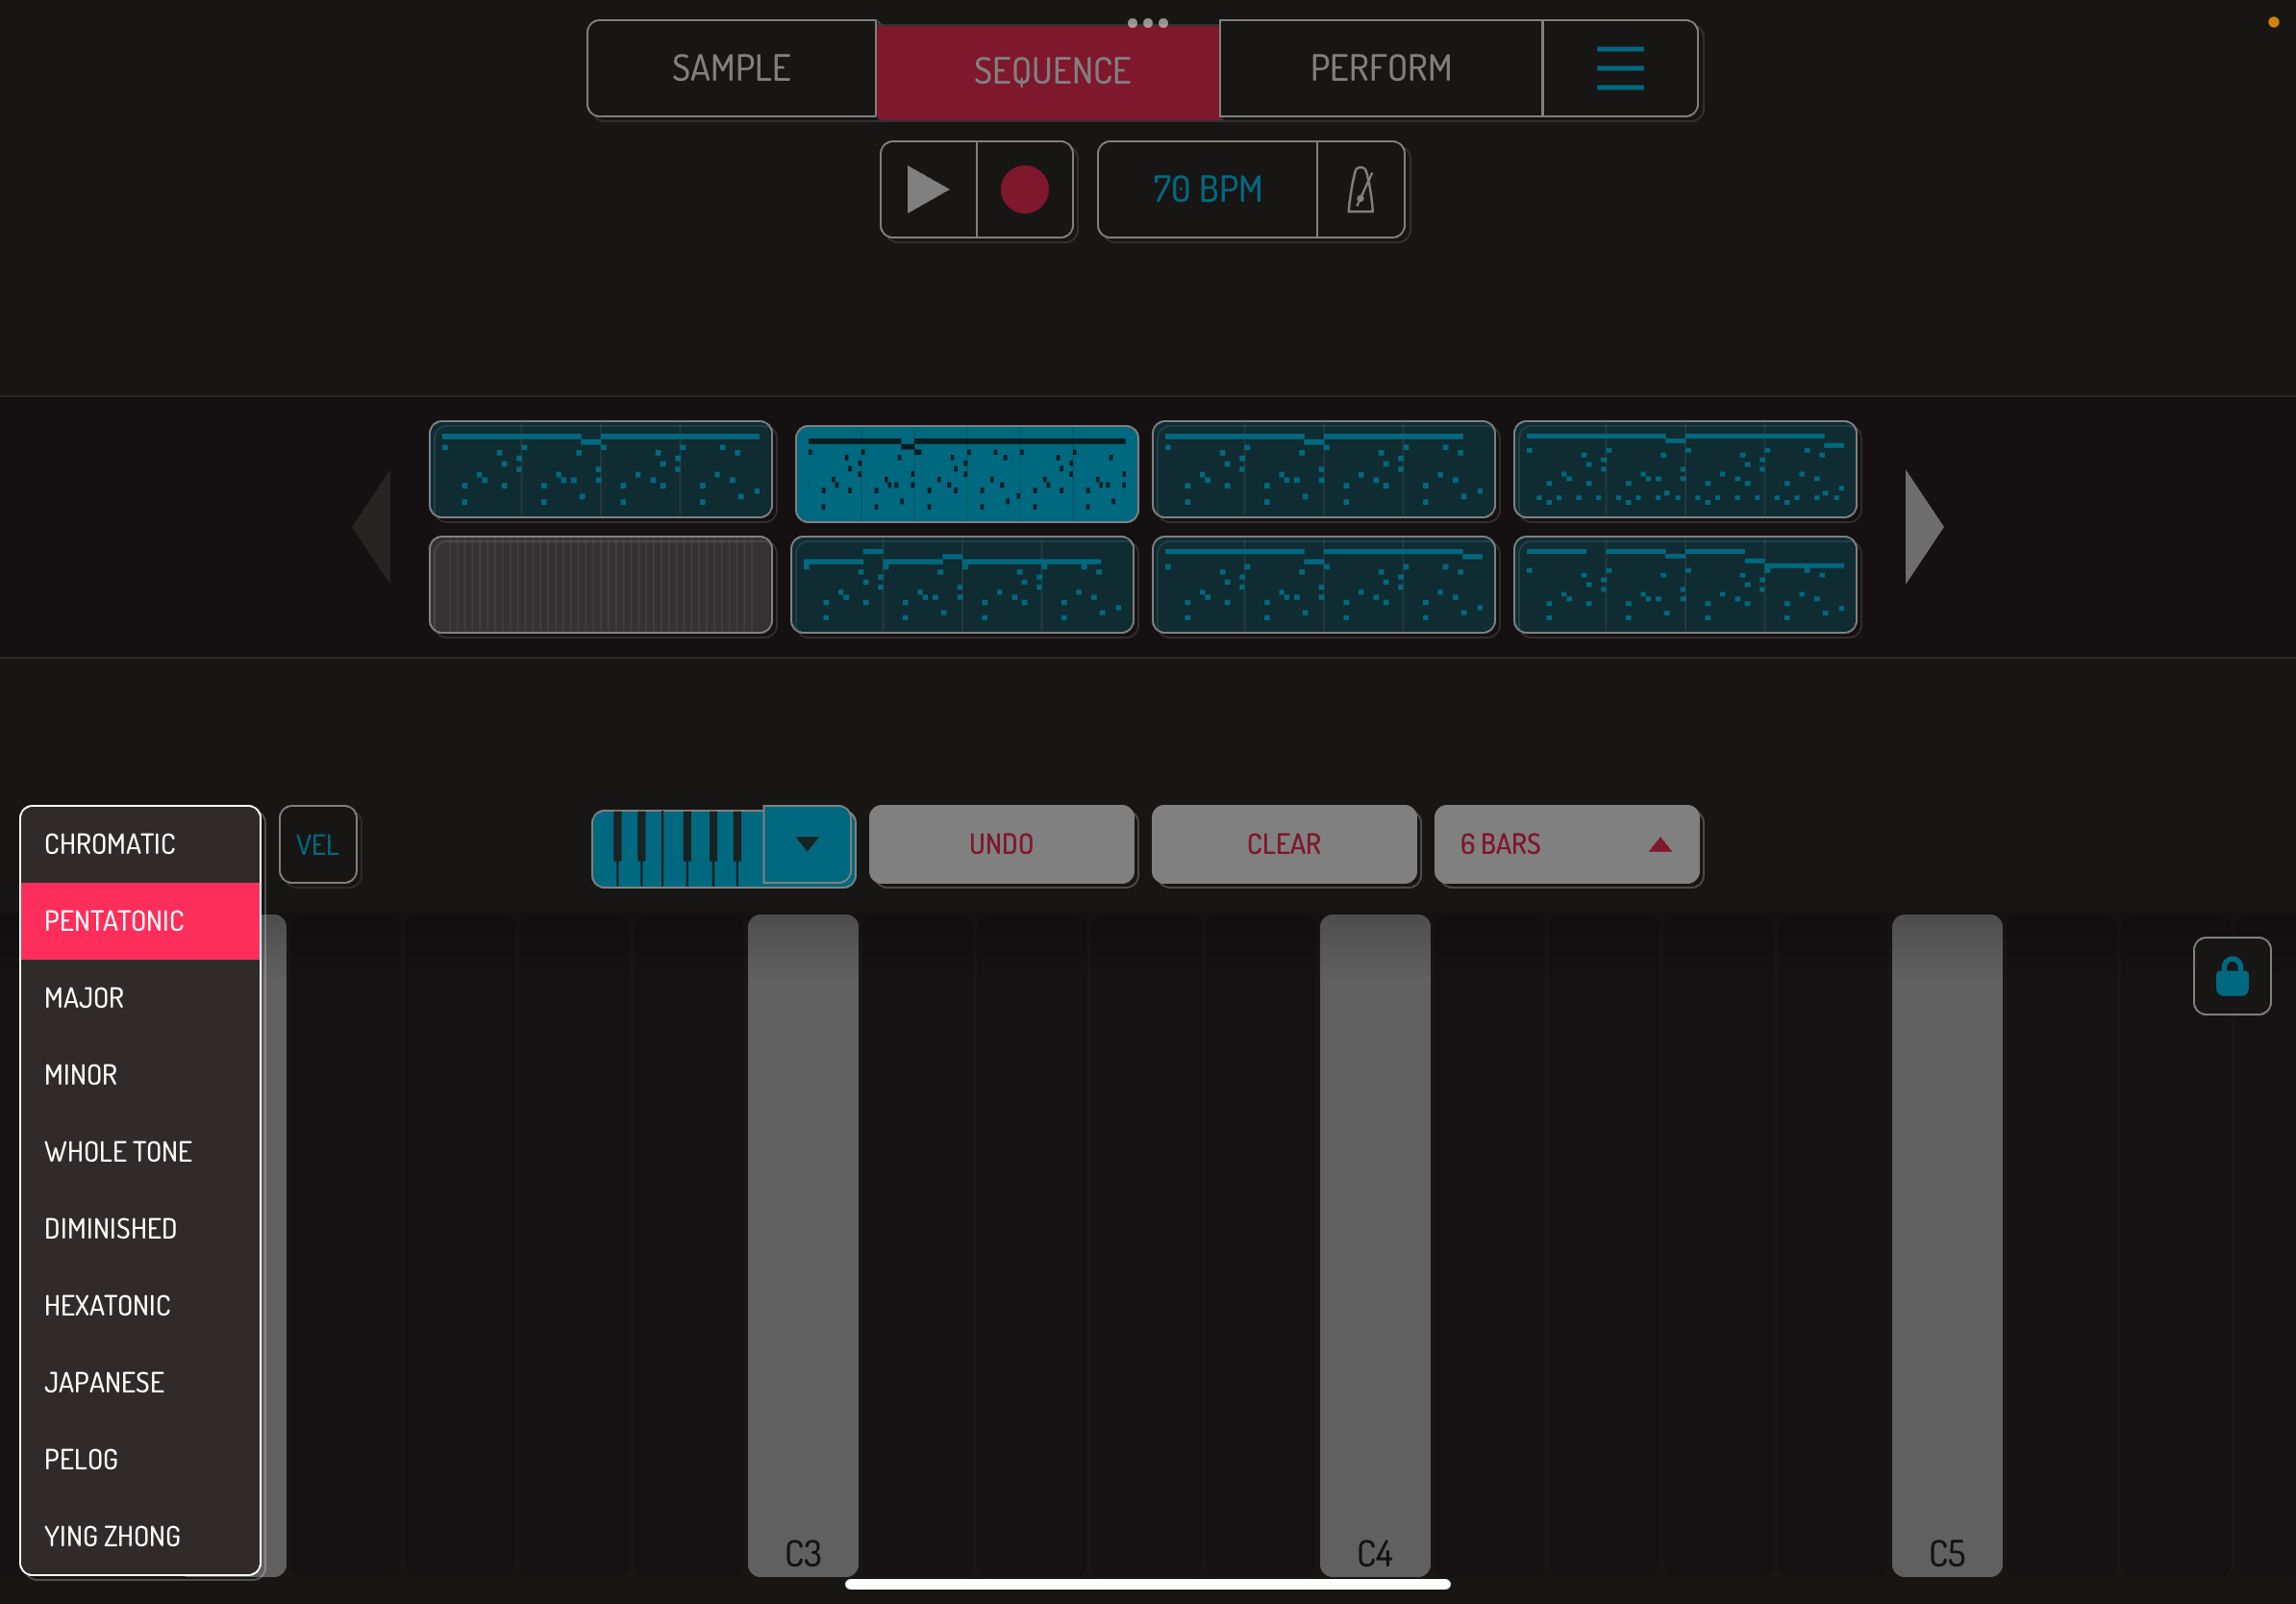 SAMPLE
SEQUENCE
PERFORM
70 BPM
CHROMATIC
VEL
UNDO
CLEAR
6 BARS
PENTATONIC
MAJOR
MINOR
WHOLE TONE
DIMINISHED
HEXATONIC
JAPANESE
PELOG
YING ZHONG
C3
C4
C5